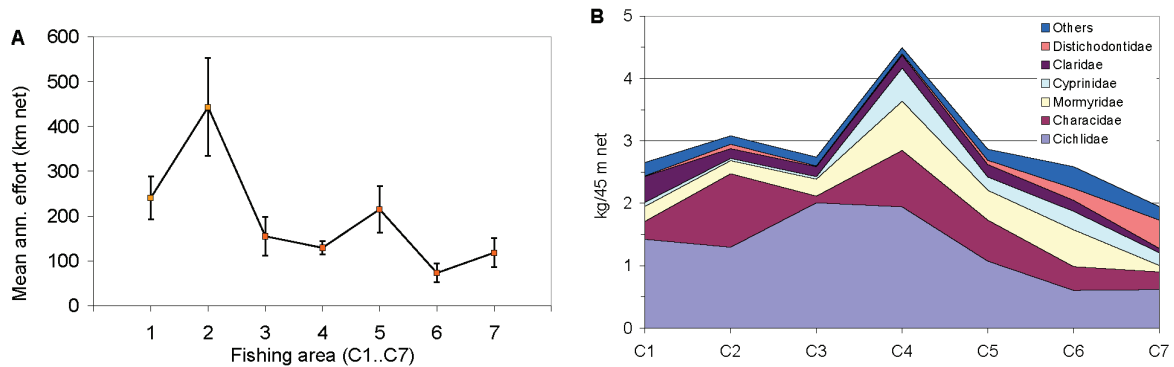 A
Mean ann. effort (km net)
600
500
400
300
200
100
0
1 2 3 4 5 6 7
Fishing area (C1..C7)
B
kg/45 m net
5
4
3
2
1
0
Others
Distichodontidae
Claridae
Cyprinidae
Mormyridae
Characidae
Cichlidae
C1 C2 C3 C4 C5 C6 C7